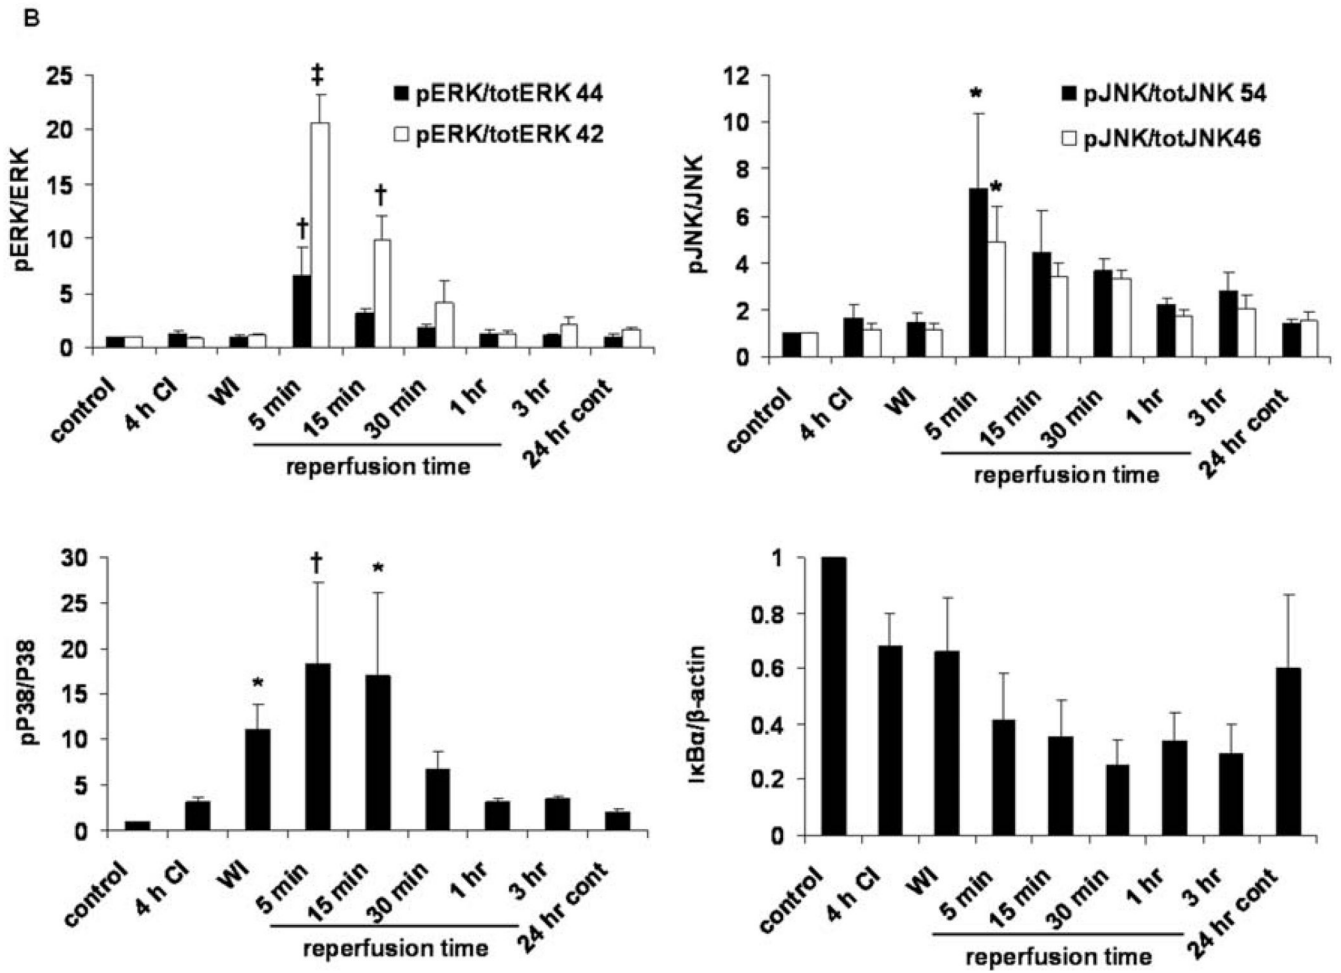 B
25
20
15
10
5
0
pERK/ERK
‡
†
†
pERK/totERK 44
pERK/totERK 42
control
4 h CI
WI
5 min
15 min
30 min
1 hr
3 hr
24 hr cont
reperfusion time
12
10
8
6
4
2
0
pJNK/JNK
*
*
pJNK/totJNK 54
pJNK/totJNK46
control
4 h CI
WI
5 min
15 min
30 min
1 hr
3 hr
24 hr cont
reperfusion time
30
25
20
15
10
5
0
pP38/P38
*
†
*
control
4 h CI
WI
5 min
15 min
30 min
1 hr
3 hr
24 hr cont
reperfusion time
1
0.8
0.6
0.4
0.2
0
IκBα/β-actin
control
4 h CI
WI
5 min
15 min
30 min
1 hr
3 hr
24 hr cont
reperfusion time